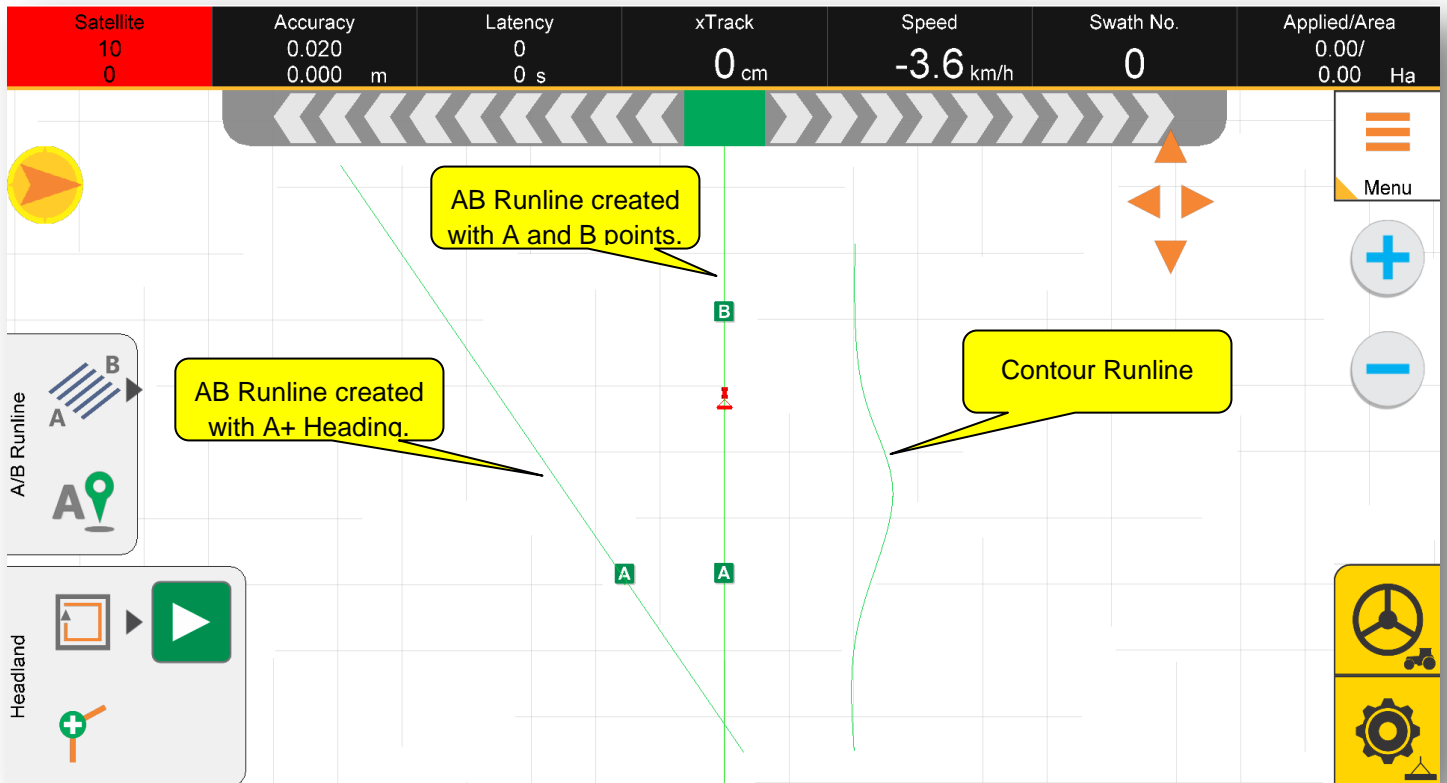 Satellite
10
0
Accuracy
0.020
0.000 m
Latency
0
0 s
xTrack
0 cm
Speed
-3.6 km/h
Swath No.
0
Applied/Area
0.00/
0.00 Ha
Menu
AB Runline created
with A and B points.
B
AB Runline created
with A+ Heading.
Contour Runline
A/B Runline
B
A
A
A
A
Headland